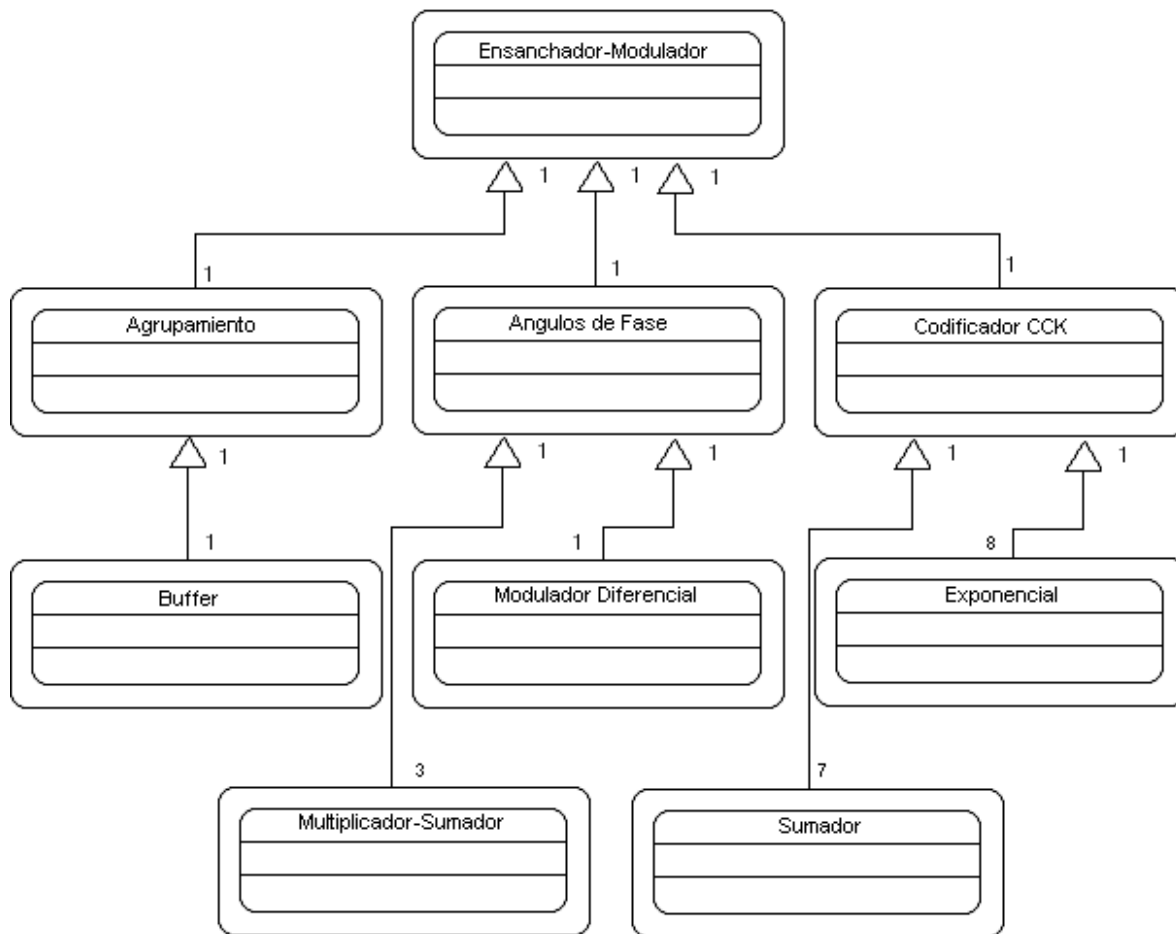 Ensanchador-Modulador
1 1 1
1 1 1
Agrupamiento Angulos de Fase Codificador CCK
1 1 1 1 1
1 1 8
Buffer Modulador Diferencial Exponencial
3 7
Multiplicador-Sumador Sumador